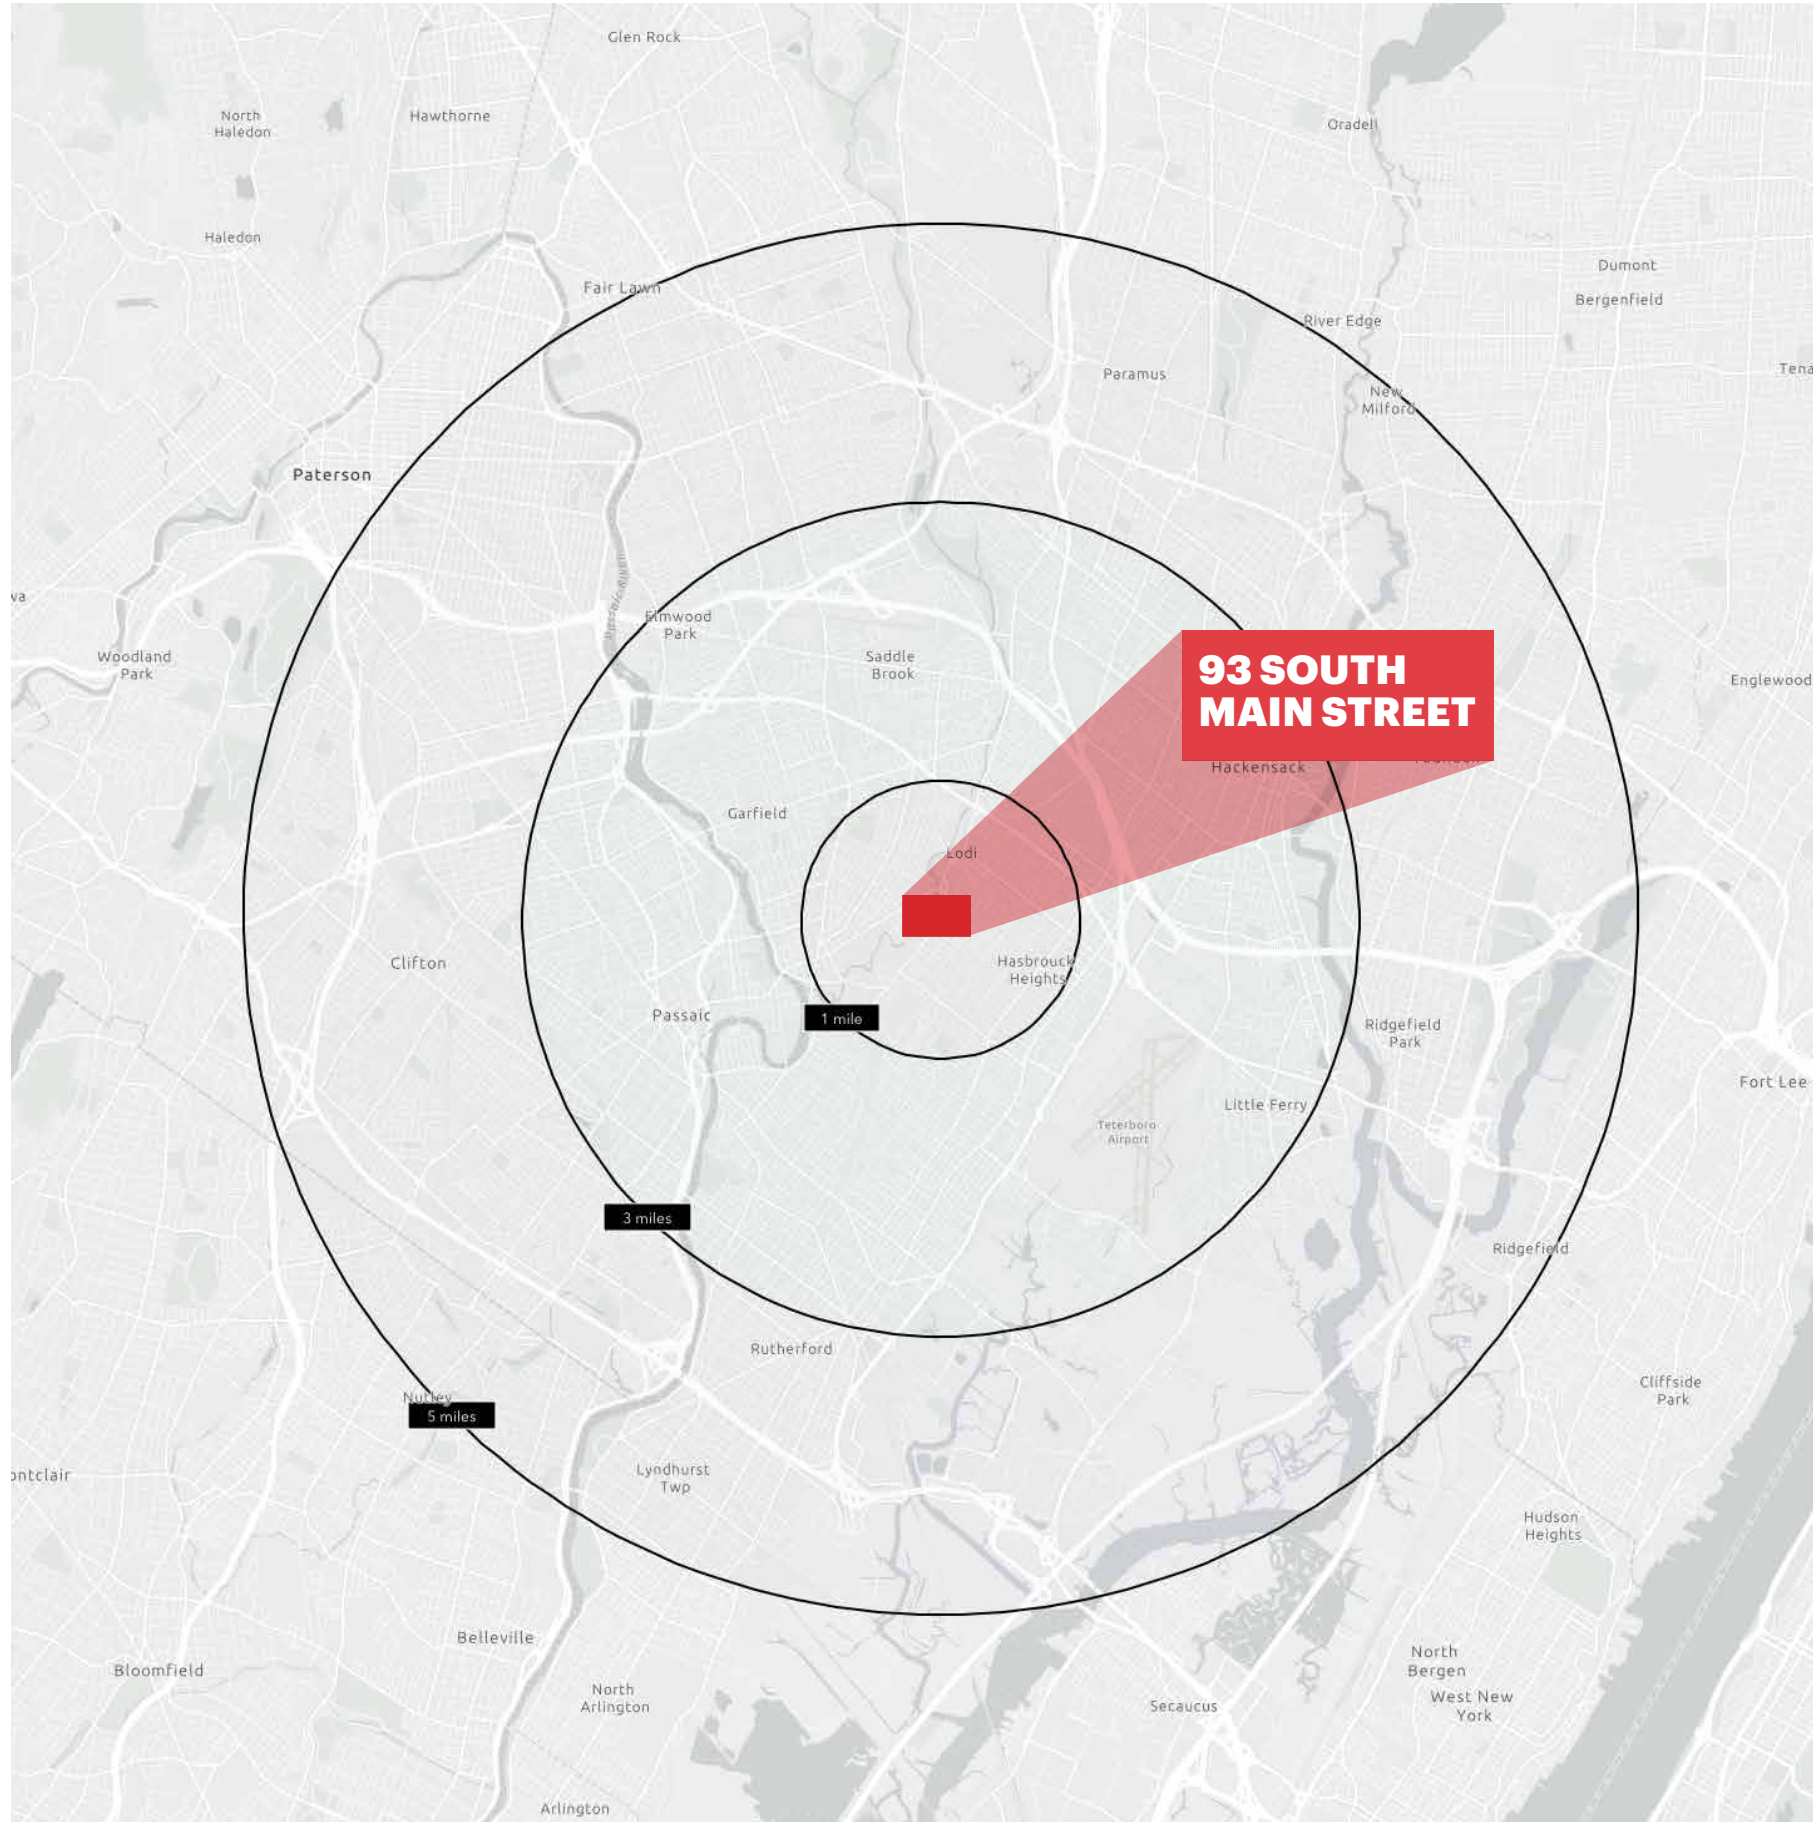 Glen Rock
North
Haledon
Hawthorne
Oradell
Haledon
Dumont
Fair Lawn
Bergenfield
River Edge
Paramus
Tena
New
Milford
Paterson
Passaic River
wa
Elmwood
Park
Woodland
Park
Saddle
Brook
93 SOUTH
MAIN STREET
Englewood
Hackensack
Garfield
Lodi
Clifton
Hasbrouck
Heights
Passaic
1 mile
Ridgefield
Park
Fort Lee
Little Ferry
Teterboro
Airport
3 miles
Ridgefield
Rutherford
Cliffside
Park
Nutley
5 miles
ontclair
Lyndhurst
Twp
Hudson
Heights
Belleville
Bloomfield
North
Bergen
North
Arlington
West New
York
Secaucus
Arlington